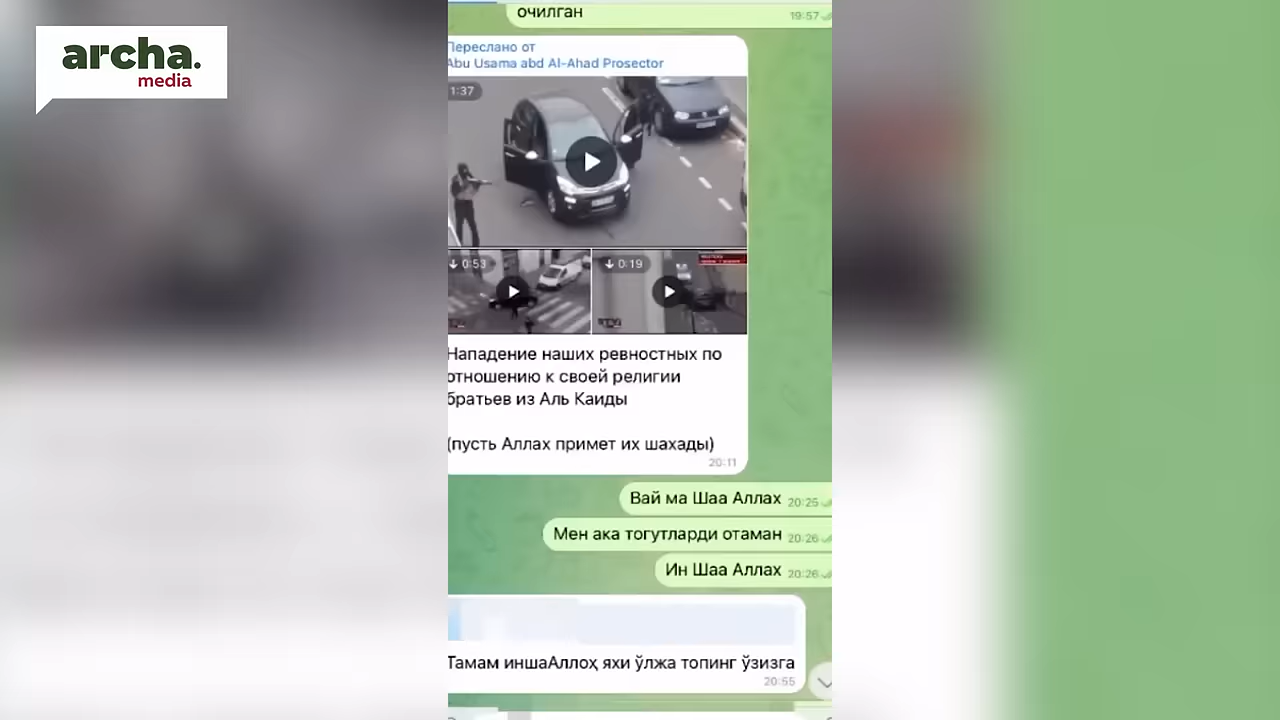 archa.
media
очилган
19:57
Переслано от
Abu Usama abd Al-Ahad Prosector
1:37
0:53
0:19
Нападение наших ревностных по
отношению к своей религии
братьев из Аль Каиды
(пусть Аллах примет их шахады)
20:11
Вай ма Шаа Аллах 20:25
Мен ака тогутларди отаман 20:26
Ин Шаа Аллах 20:26
Тамам иншаАллоҳ яхи ўлжа топинг ўзизга
20:55